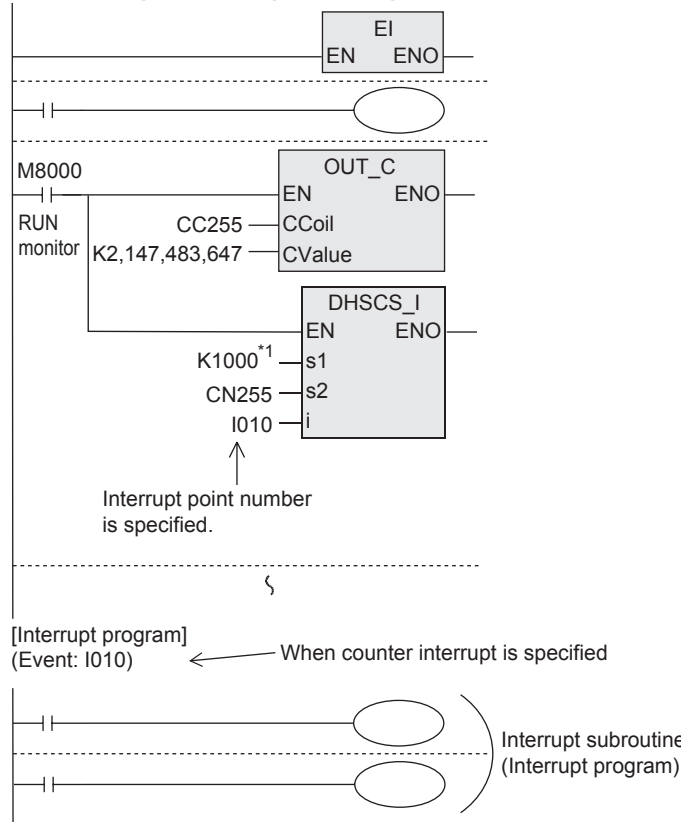 EI
EN ENO
M8000
RUN
monitor
OUT_C
EN ENO
CC255 CCoil
K2,147,483,647 CValue
DHSCS_I
EN ENO
K1000*1 s1
CN255 s2
I010 i
Interrupt point number
is specified.
[Interrupt program]
(Event: I010)
When counter interrupt is specified
Interrupt subroutine
(Interrupt program)